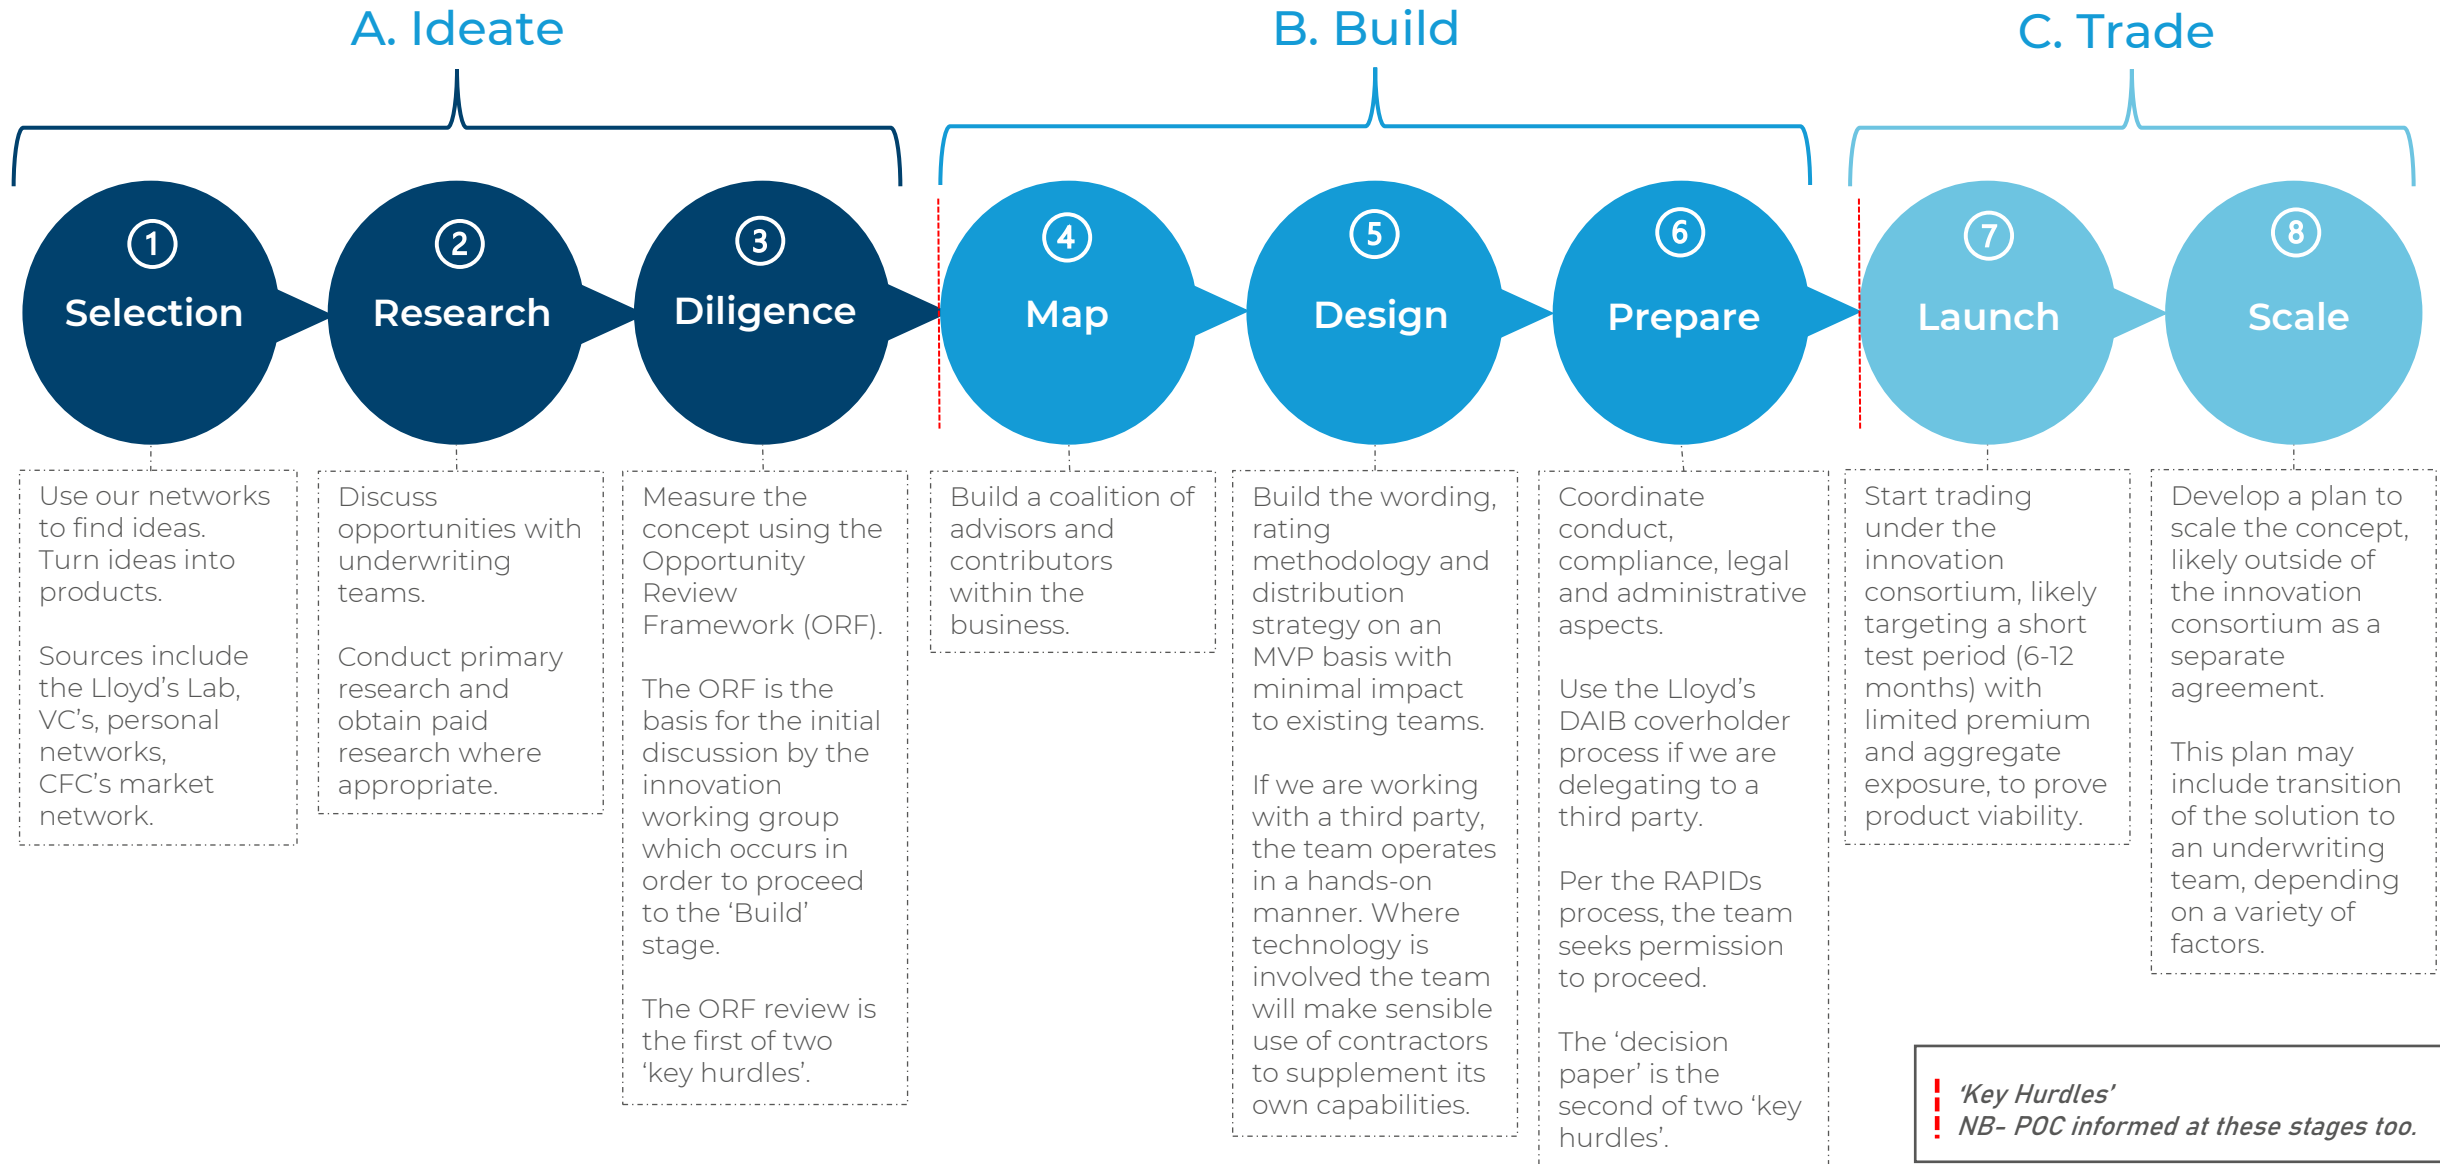 A. Ideate
B. Build
C. Trade
1
Selection
2
Research
3
Diligence
4
Map
5
Design
6
Prepare
7
Launch
8
Scale
Use our networks
to find ideas.
Turn ideas into
products.
Sources include
the Lloyd's Lab,
VC's, personal
networks,
CFC's market
network.
Discuss
opportunities with
underwriting
teams.
Conduct primary
research and
obtain paid
research where
appropriate.
Measure the
concept using the
Opportunity
Review
Framework (ORF).
The ORF is the
basis for the initial
discussion by the
innovation
working group
which occurs in
order to proceed
to the ‘Build’
stage.
The ORF review is
the first of two
‘key hurdles’.
Build a coalition of
advisors and
contributors
within the
business.
Build the wording,
rating
methodology and
distribution
strategy on an
MVP basis with
minimal impact
to existing teams.
If we are working
with a third party,
the team operates
in a hands-on
manner. Where
technology is
involved the team
will make sensible
use of contractors
to supplement its
own capabilities.
Coordinate
conduct,
compliance, legal
and administrative
aspects.
Use the Lloyd's
DAIB coverholder
process if we are
delegating to a
third party.
Per the RAPIDs
process, the team
seeks permission
to proceed.
The ‘decision
paper’ is the
second of two ‘key
hurdles’.
Start trading
under the
innovation
consortium, likely
targeting a short
test period (6-12
months) with
limited premium
and aggregate
exposure, to prove
product viability.
Develop a plan to
scale the concept,
likely outside of
the innovation
consortium as a
separate
agreement.
This plan may
include transition
of the solution to
an underwriting
team, depending
on a variety of
factors.
‘Key Hurdles’
NB- POC informed at these stages too.